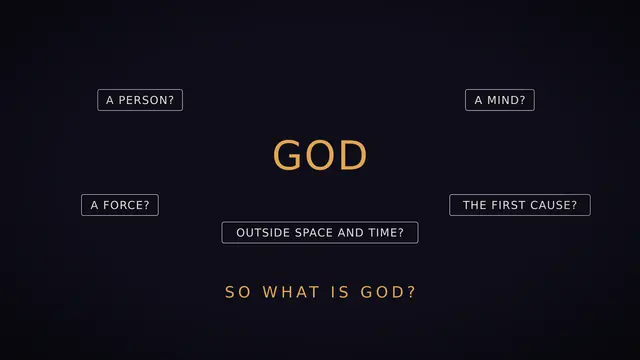 A PERSON?
A MIND?
GOD
A FORCE?
THE FIRST CAUSE?
OUTSIDE SPACE AND TIME?
SO WHAT IS GOD?